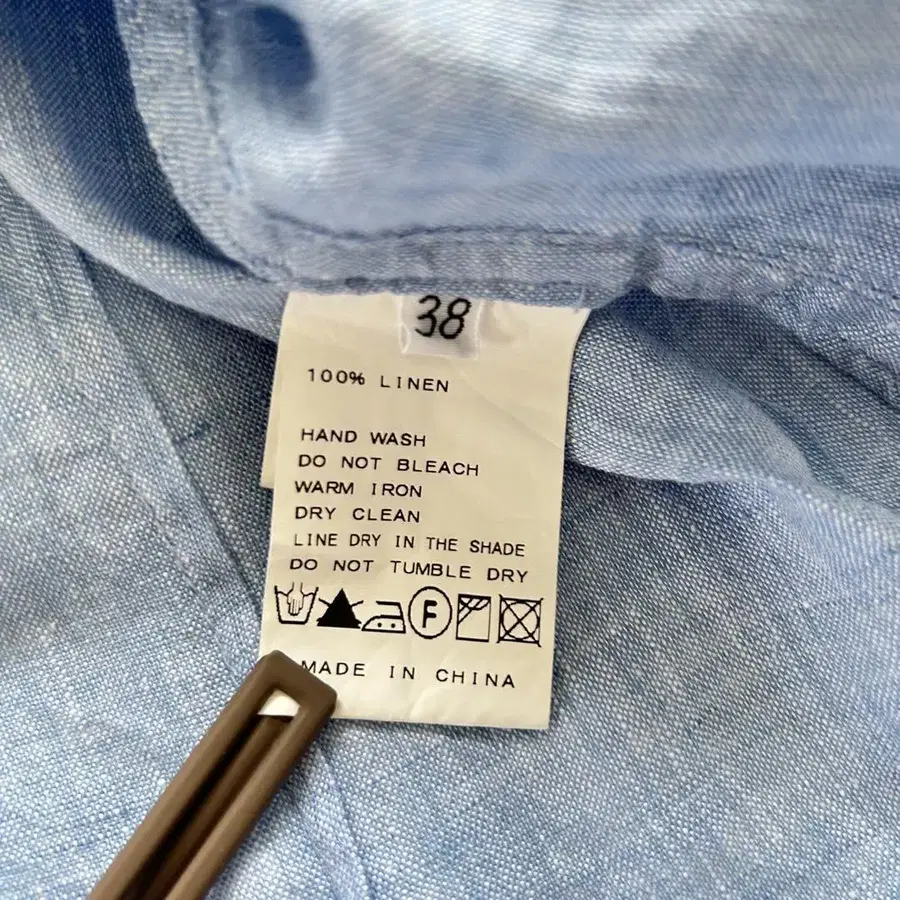 38
100% LINEN
HAND WASH
DO NOT BLEACH
WARM IRON
DRY CLEAN
LINE DRY IN THE SHADE
DO NOT TUMBLE DRY
F
MADE IN CHINA